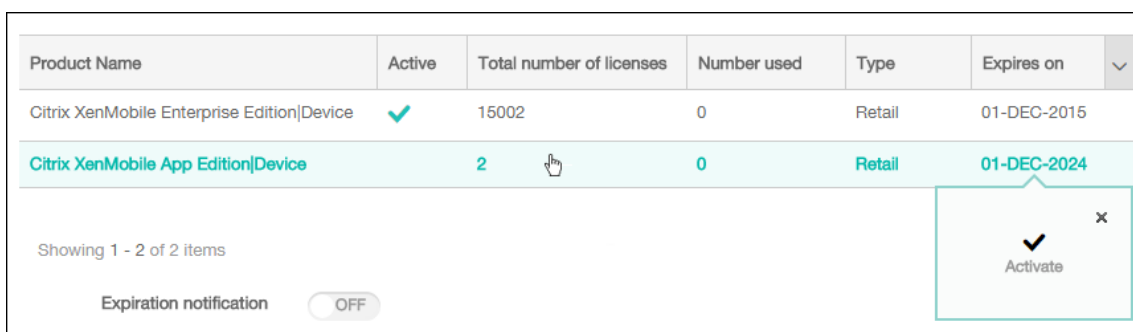 Product Name Active Total number of licenses Number used Type Expires on
Citrix XenMobile Enterprise Edition|Device 15002 0 Retail 01-DEC-2015
Citrix XenMobile App Edition|Device 2 0 Retail 01-DEC-2024
Showing 1 - 2 of 2 items
Activate
Expiration notification OFF